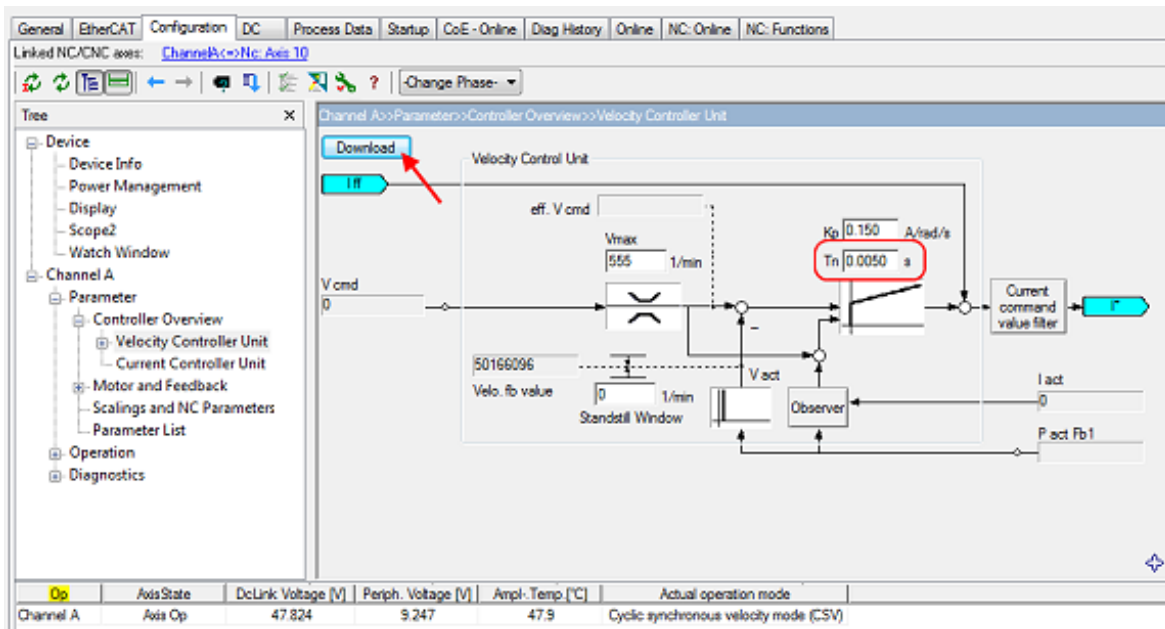 General EtherCAT Configuration DC Process Data Startup CoE - Online Diag History Online NC: Online NC: Functions
Linked NC/CNC axes: ChannelA<=>Nc: Axis 10
? -Change Phase-
Tree x
Channel A>>Parameter>>Controller Overview>>Velocity Controller Unit
Device
Device Info
Power Management
Display
Scope2
Watch Window
Channel A
Parameter
Controller Overview
Velocity Controller Unit
Current Controller Unit
Motor and Feedback
Scalings and NC Parameters
Parameter List
Operation
Diagnostics
Download
Velocity Control Unit
I ff
eff. V cmd
Vmax
555 1/min
Kp 0.150 A/rad/s
Tn 0.0050 s
V cmd
0
Current
command
value filter
I*
50166096
Velo. fb value
0 1/min
Standstill Window
V act
Observer
I act
0
P act Fb1
Op AxisState DcLink Voltage [V] Periph. Voltage [V] Ampl-.Temp.[°C] Actual operation mode
Channel A Axis Op 47.824 9.247 47.9 Cyclic synchronous velocity mode (CSV)